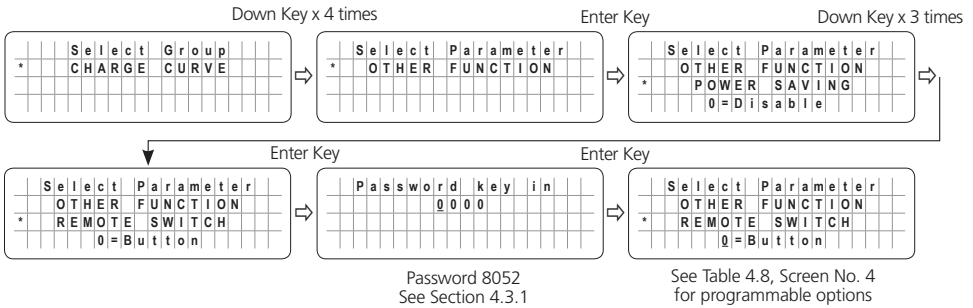 Down Key x 4 times
Enter Key
Down Key x 3 times
Select Group
* CHARGE CURVE
Select Parameter
* OTHER FUNCTION
Select Parameter
OTHER FUNCTION
* POWER SAVING
0=Disable
Enter Key
Enter Key
Select Parameter
OTHER FUNCTION
* REMOTE SWITCH
0=Button
Password key in
0000
Select Parameter
OTHER FUNCTION
* REMOTE SWITCH
0=Button
Password 8052
See Section 4.3.1
See Table 4.8, Screen No. 4
for programmable options